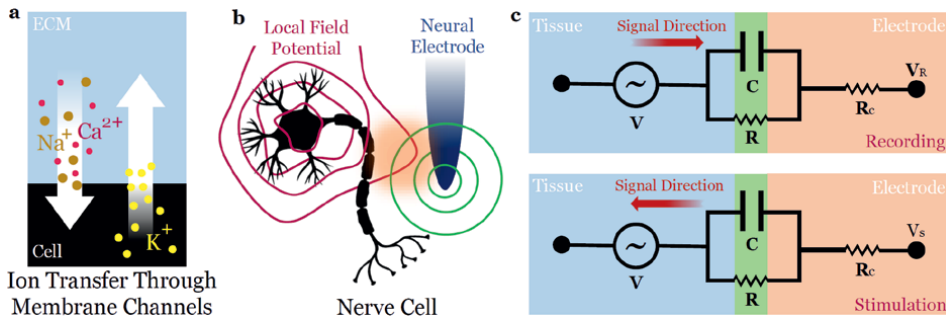 a
ECM
Na+
Ca2+
K+
Cell
Ion Transfer Through
Membrane Channels
b
Local Field
Potential
Neural
Electrode
Nerve Cell
c
Tissue
Signal Direction
Electrode
V
C
R
Rc
VR
Recording
Tissue
Signal Direction
Electrode
V
C
R
Rc
Vs
Stimulation